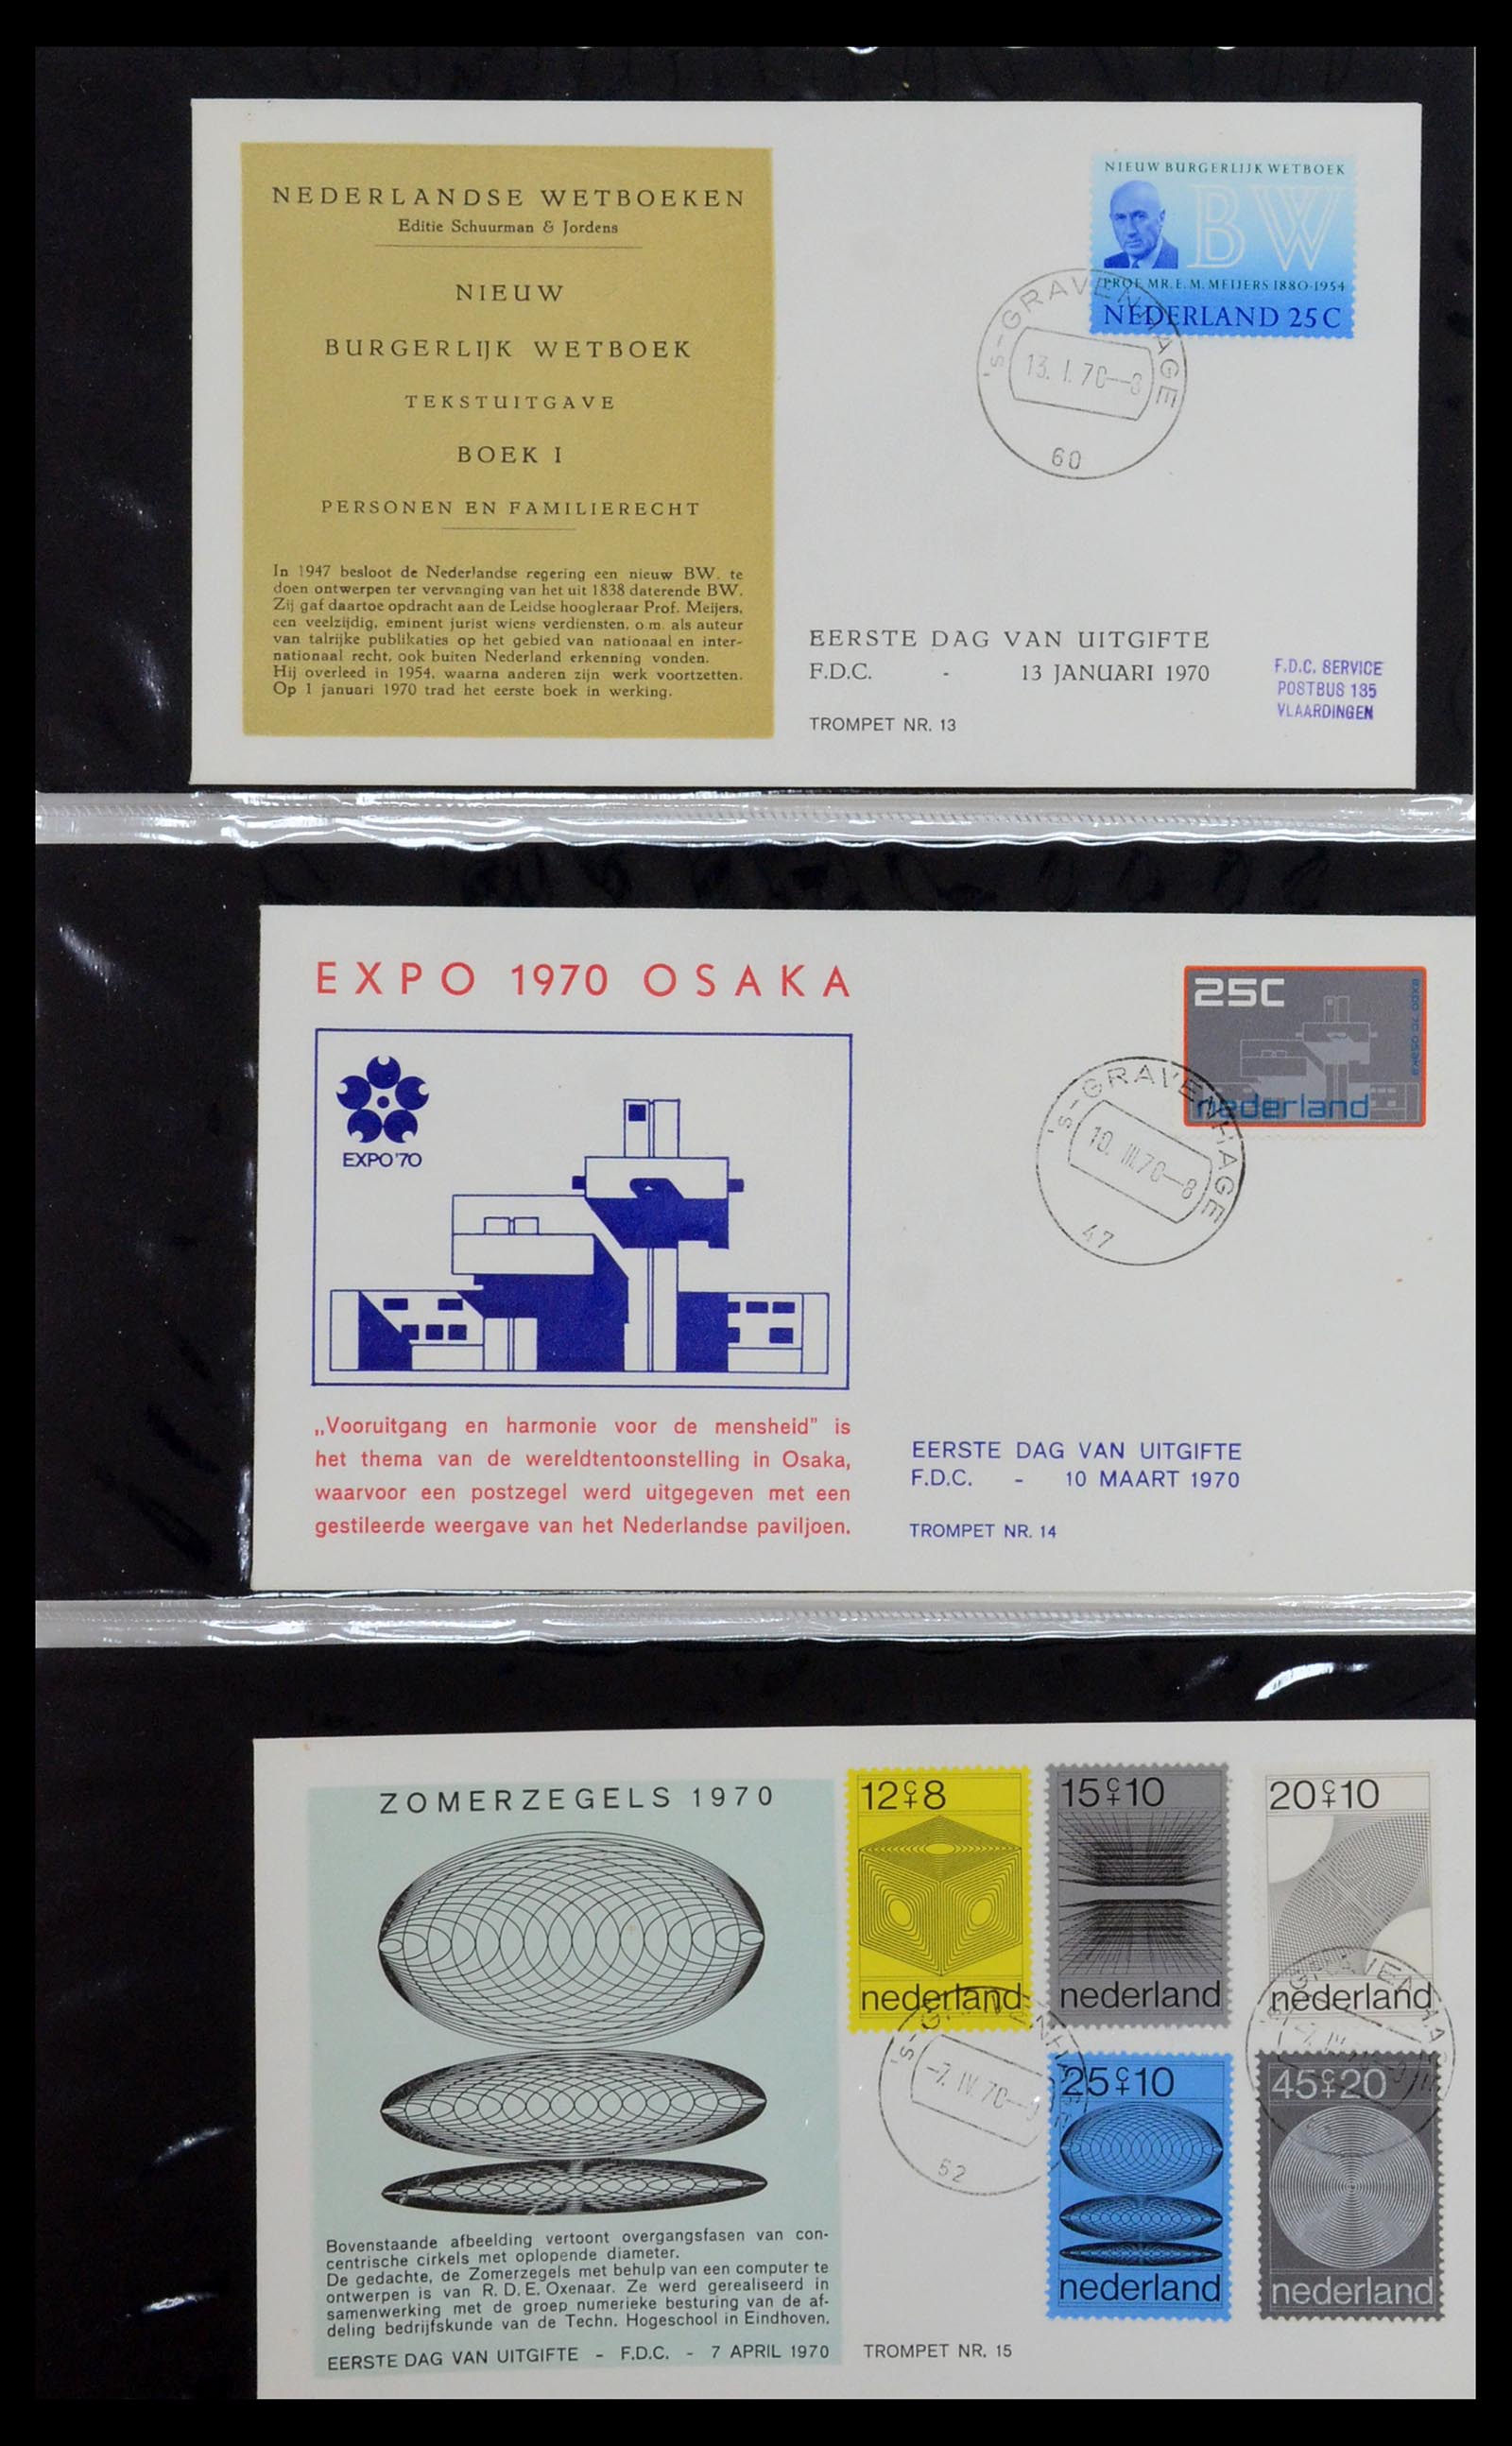 NEDERLANDSE WETBOEKEN
Editie Schuurman & Jordens
NIEUW
BURGERLIJK WETBOEK
TEKSTUITGAVE
BOEK I
PERSONEN EN FAMILIERECHT
In 1947 besloot de Nederlandse regering een nieuw BW. te
doen ontwerpen ter vervanging van het uit 1838 daterende BW.
Zij gaf daartoe opdracht aan de Leidse hoogleraar Prof. Meijers,
een veelzijdig, eminent jurist wiens verdiensten, o.m. als auteur
van talrijke publikaties op het gebied van nationaal en inter-
nationaal recht, ook buiten Nederland erkenning vonden.
Hij overleed in 1954, waarna anderen zijn werk voortzetten.
Op 1 januari 1970 trad het eerste boek in werking.
NIEUW BURGERLIJK WETBOEK
BW
PROF. MR. E. M. MEIJERS 1880-1954
NEDERLAND 25C
's-GRAVENHAGE
13. I. 70—8
60
EERSTE DAG VAN UITGIFTE
F.D.C. - 13 JANUARI 1970
TROMPET NR. 13
F.D.C. SERVICE
POSTBUS 135
VLAARDINGEN
EXPO 1970 OSAKA
EXPO'70
„Vooruitgang en harmonie voor de mensheid" is
het thema van de wereldtentoonstelling in Osaka,
waarvoor een postzegel werd uitgegeven met een
gestileerde weergave van het Nederlandse paviljoen.
25C
expo 70 osaka
nederland
's-GRAVENHAGE
10. III. 70—8
47
EERSTE DAG VAN UITGIFTE
F.D.C. - 10 MAART 1970
TROMPET NR. 14
ZOMERZEGELS 1970
Bovenstaande afbeelding vertoont overgangsfasen van con-
centrische cirkels met oplopende diameter.
De gedachte, de Zomerzegels met behulp van een computer te
ontwerpen is van R. D. E. Oxenaar. Ze werd gerealiseerd in
samenwerking met de groep numerieke besturing van de af-
deling bedrijfskunde van de Techn. Hogeschool in Eindhoven.
EERSTE DAG VAN UITGIFTE - F.D.C. - 7 APRIL 1970
TROMPET NR. 15
12c+8
nederland
15c+10
nederland
20c+10
nederland
25c+10
nederland
45c+20
nederland
's-GRAVENHAGE
-7. IV 70—9
52